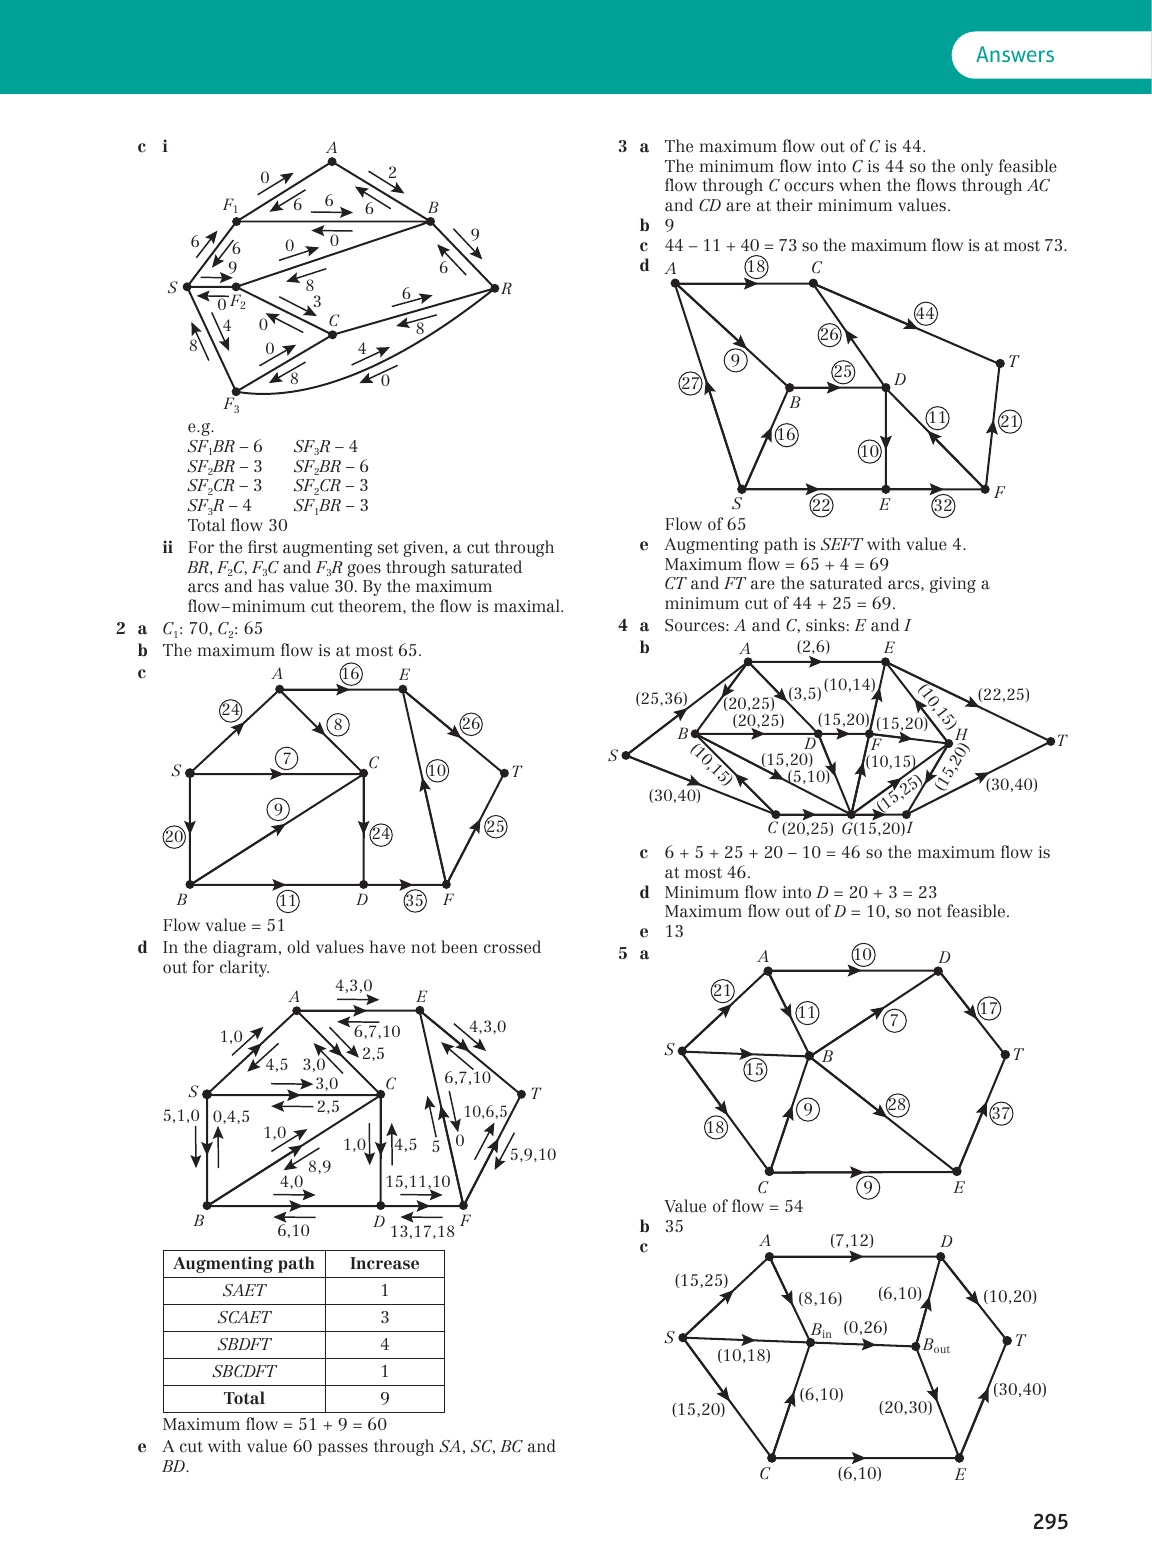 Answers
c i
A
0
2
6
6
6
F1
B
6
6
0
0
9
9
8
6
S
0
F2
3
6
R
4
0
C
8
8
0
4
8
0
F3
e.g.
SF1BR – 6 SF3R – 4
SF2BR – 3 SF2BR – 6
SF2CR – 3 SF2CR – 3
SF3R – 4 SF1BR – 3
Total flow 30
ii For the first augmenting set given, a cut through
BR, F2C, F3C and F3R goes through saturated
arcs and has value 30. By the maximum
flow–minimum cut theorem, the flow is maximal.
2 a C1: 70, C2: 65
b The maximum flow is at most 65.
c
A 16 E
24
8
26
S
7
C
10
T
9
20
24
25
B
11
D
35
F
Flow value = 51
d In the diagram, old values have not been crossed
out for clarity.
4,3,0
A E
1,0
6,7,10
4,3,0
4,5 3,0 2,5
6,7,10
S
3,0
C
T
5,1,0 0,4,5
2,5
10,6,5
1,0
1,0 4,5 5 0
5,9,10
8,9
4,0
15,11,10
B
6,10
D
13,17,18
F
Augmenting path Increase
SAET 1
SCAET 3
SBDFT 4
SBCDFT 1
Total 9
Maximum flow = 51 + 9 = 60
e A cut with value 60 passes through SA, SC, BC and
BD.
3 a The maximum flow out of C is 44.
The minimum flow into C is 44 so the only feasible
flow through C occurs when the flows through AC
and CD are at their minimum values.
b 9
c 44 – 11 + 40 = 73 so the maximum flow is at most 73.
d
A 18 C
44
26
9
25
T
27
B
D
11
21
16
10
S
22
E
32
F
Flow of 65
e Augmenting path is SEFT with value 4.
Maximum flow = 65 + 4 = 69
CT and FT are the saturated arcs, giving a
minimum cut of 44 + 25 = 69.
4 a Sources: A and C, sinks: E and I
b
A (2,6) E
(25,36)
(20,25)
(3,5)
(10,14)
(10,15)
(22,25)
B
(20,25)
(15,20)
(15,20)
H
D
F
T
S
(10,15)
(15,20)
(5,10)
(10,15)
(15,20)
(15,25)
(30,40)
(30,40)
C (20,25) G(15,20)I
c 6 + 5 + 25 + 20 – 10 = 46 so the maximum flow is
at most 46.
d Minimum flow into D = 20 + 3 = 23
Maximum flow out of D = 10, so not feasible.
e 13
5 a
A 10 D
21
11
7
17
S
B
T
15
9
28
37
18
C
9
E
Value of flow = 54
b 35
c
A (7,12) D
(15,25)
(8,16)
(6,10)
(10,20)
S
Bin
(0,26)
Bout
T
(10,18)
(6,10)
(20,30)
(30,40)
(15,20)
C
(6,10)
E
295